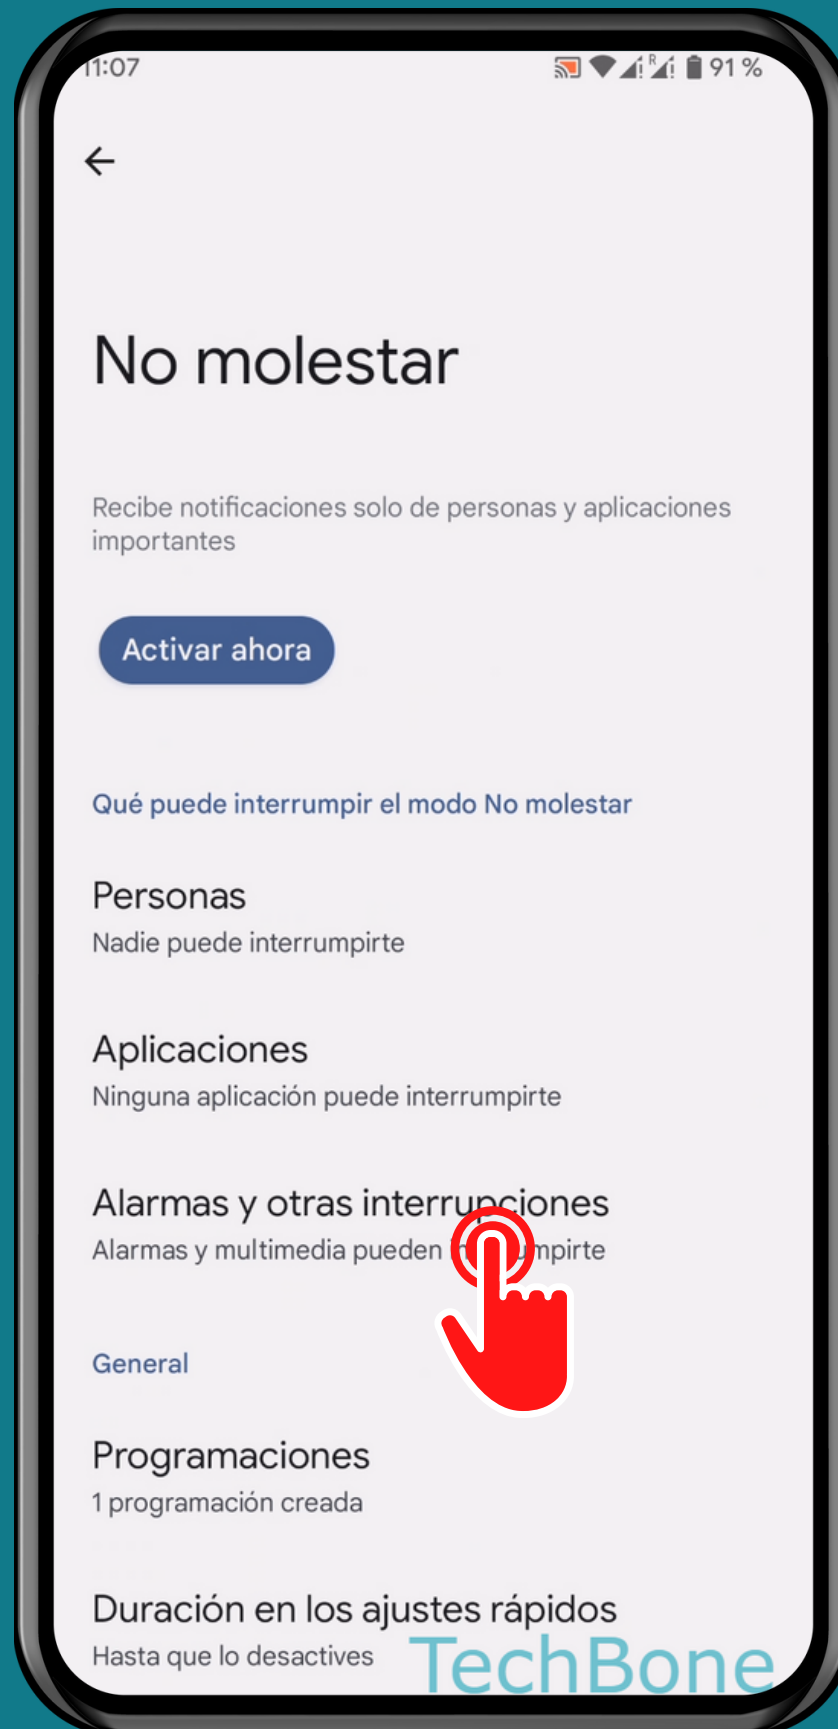 11:07 R 91 %
No molestar
Recibe notificaciones solo de personas y aplicaciones
importantes
Activar ahora
Qué puede interrumpir el modo No molestar
Personas
Nadie puede interrumpirte
Aplicaciones
Ninguna aplicación puede interrumpirte
Alarmas y otras interrupciones
Alarmas y multimedia pueden interrumpirte
General
Programaciones
1 programación creada
Duración en los ajustes rápidos
Hasta que lo desactives
TechBone